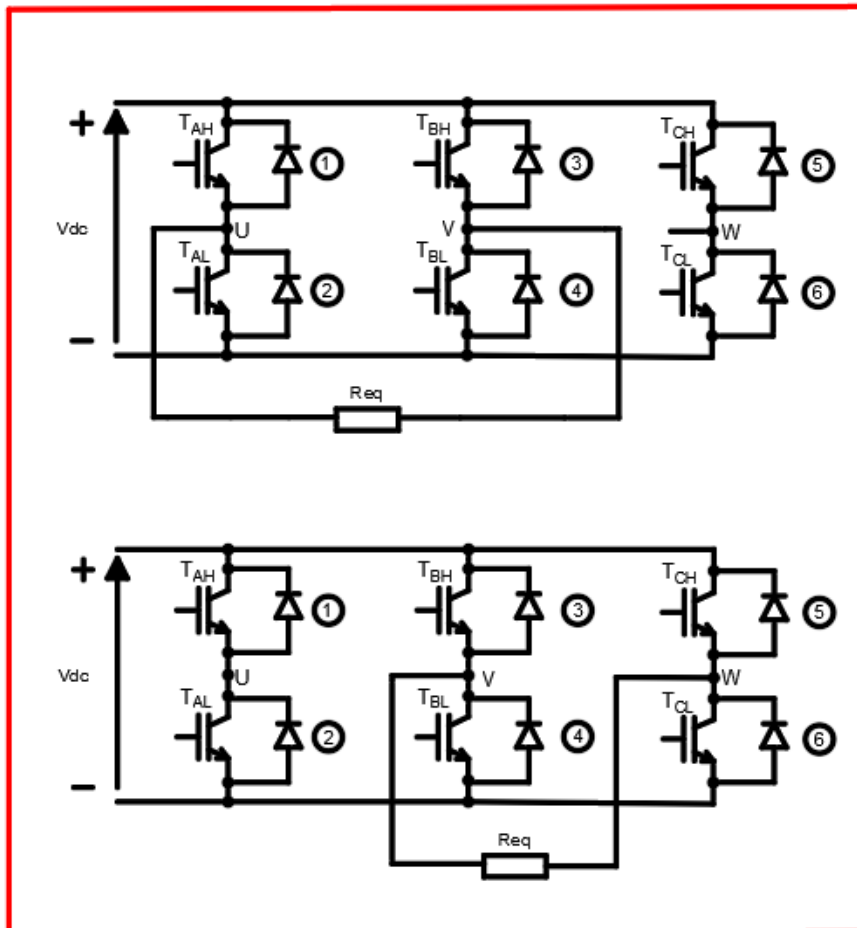 +
T_AH
1
T_BH
3
T_CH
5
Vdc
U
V
W
T_AL
2
T_BL
4
T_CL
6
−
Req
+
T_AH
1
T_BH
3
T_CH
5
Vdc
U
V
W
T_AL
2
T_BL
4
T_CL
6
−
Req